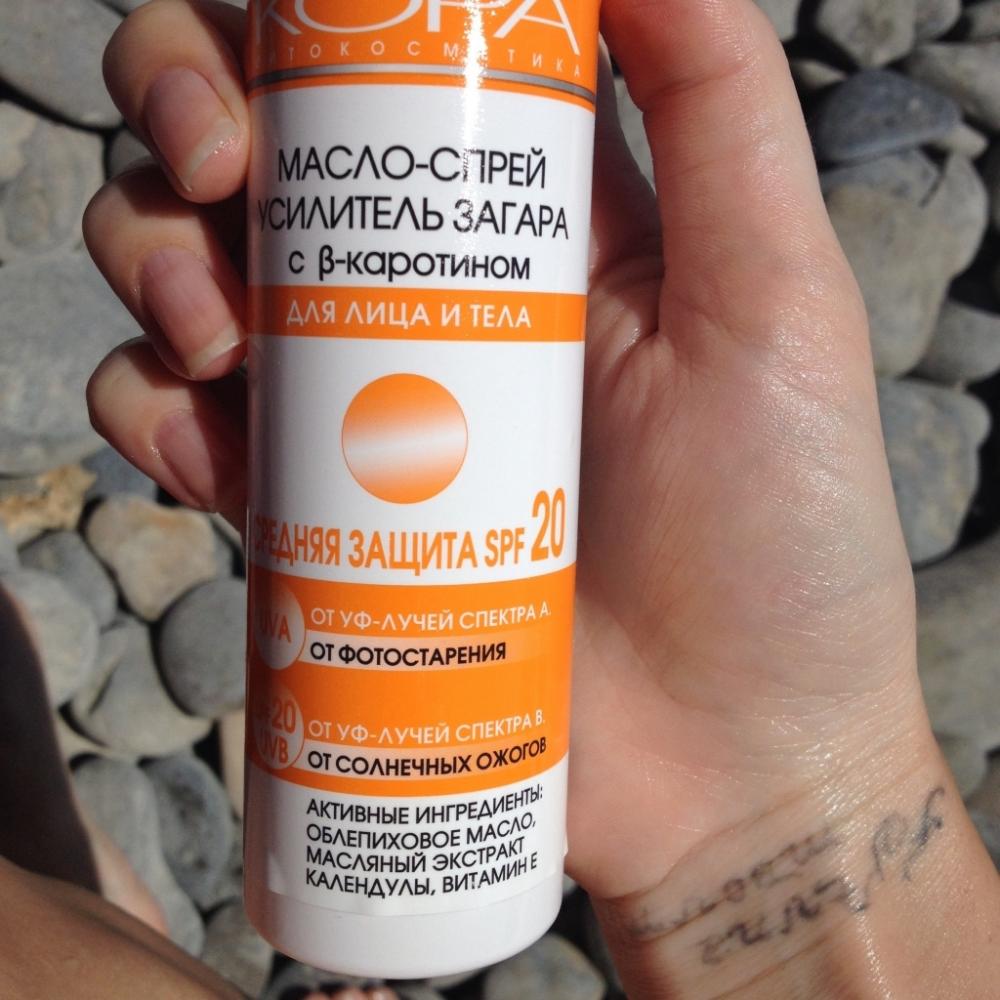 КОРА
ФИТОКОСМЕТИКА
МАСЛО-СПРЕЙ
УСИЛИТЕЛЬ ЗАГАРА
с β-каротином
ДЛЯ ЛИЦА И ТЕЛА
СРЕДНЯЯ ЗАЩИТА SPF 20
UVA
ОТ УФ-ЛУЧЕЙ СПЕКТРА А.
ОТ ФОТОСТАРЕНИЯ
20
UVB
ОТ УФ-ЛУЧЕЙ СПЕКТРА В.
ОТ СОЛНЕЧНЫХ ОЖОГОВ
АКТИВНЫЕ ИНГРЕДИЕНТЫ:
ОБЛЕПИХОВОЕ МАСЛО,
МАСЛЯНЫЙ ЭКСТРАКТ
КАЛЕНДУЛЫ, ВИТАМИН Е